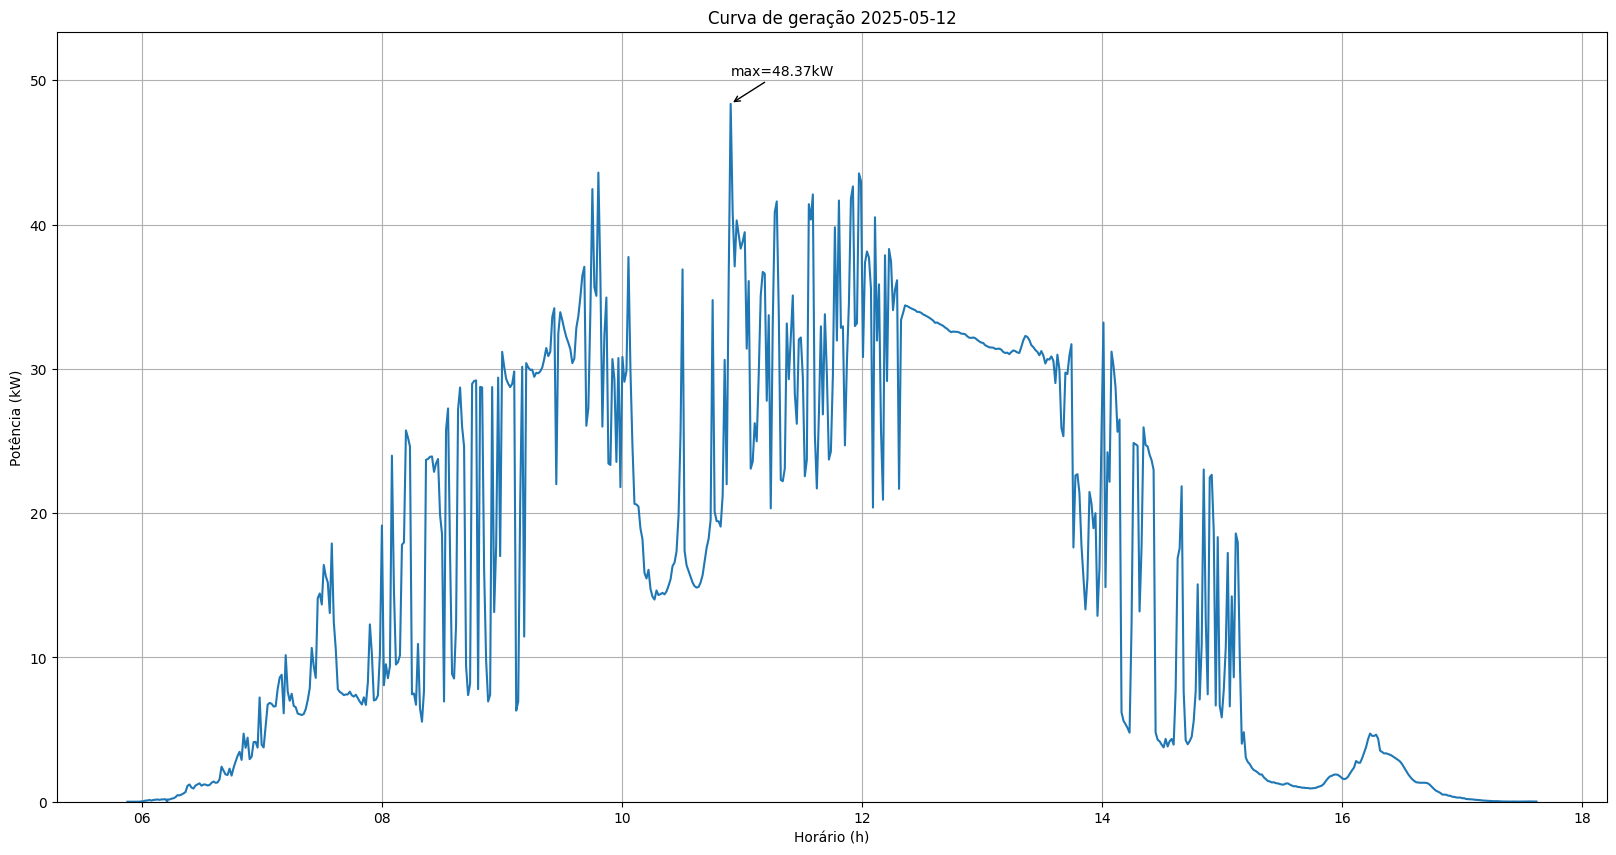 Curva de geração 2025-05-12
max=48.37kW
Potência (kW)
50
40
30
20
10
0
06 08 10 12 14 16 18
Horário (h)